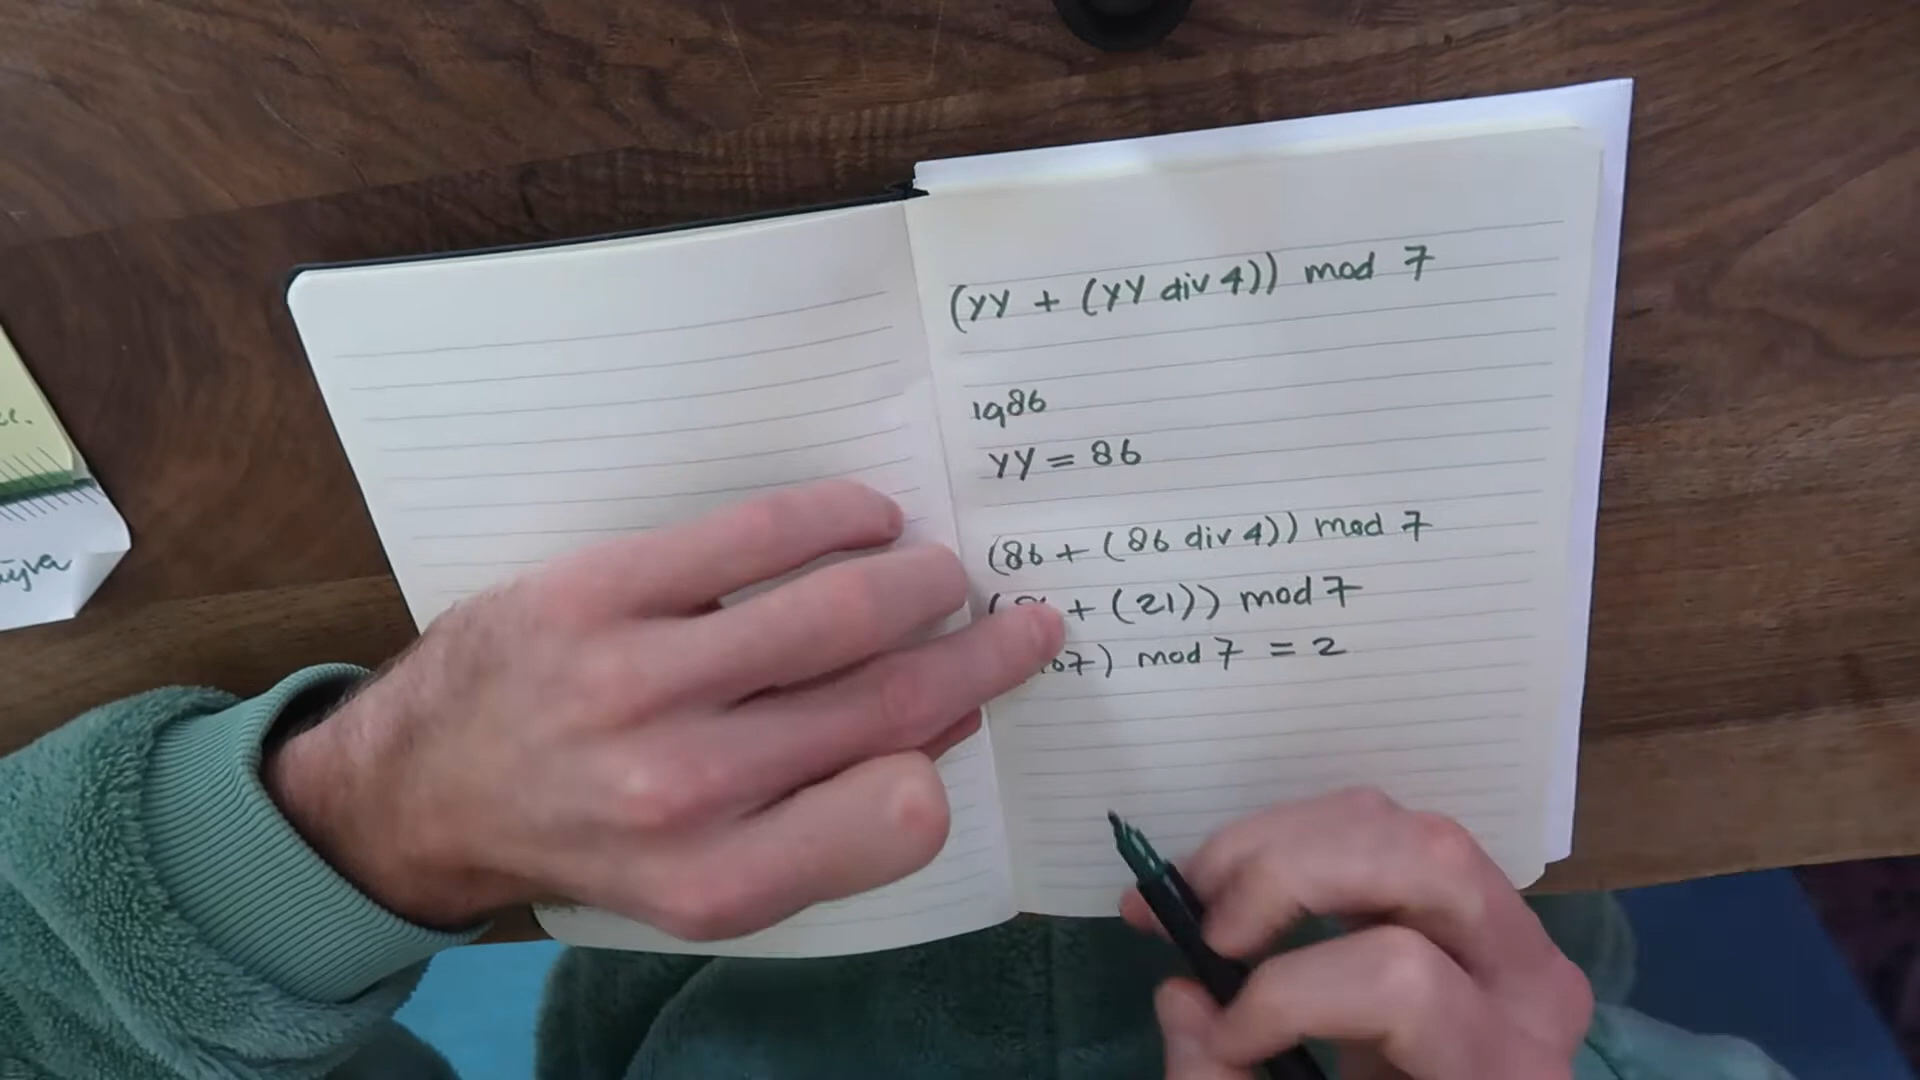 (YY + (YY div 4)) mod 7
1986
YY = 86
(86 + (86 div 4)) mod 7
+ (21)) mod 7
107) mod 7 = 2